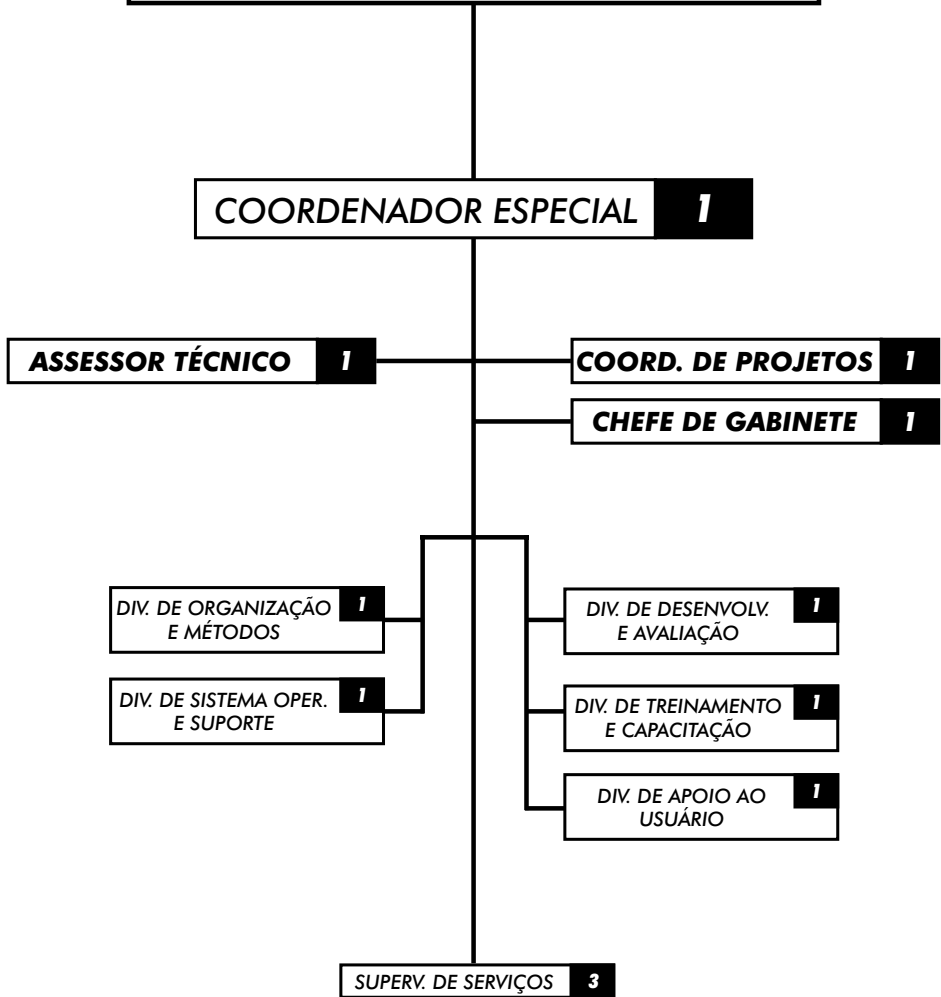 COORDENADOR ESPECIAL 1
ASSESSOR TÉCNICO 1
COORD. DE PROJETOS 1
CHEFE DE GABINETE 1
DIV. DE ORGANIZAÇÃO 1
E MÉTODOS
DIV. DE SISTEMA OPER. 1
E SUPORTE
DIV. DE DESENVOLV. 1
E AVALIAÇÃO
DIV. DE TREINAMENTO 1
E CAPACITAÇÃO
DIV. DE APOIO AO 1
USUÁRIO
SUPERV. DE SERVIÇOS 3